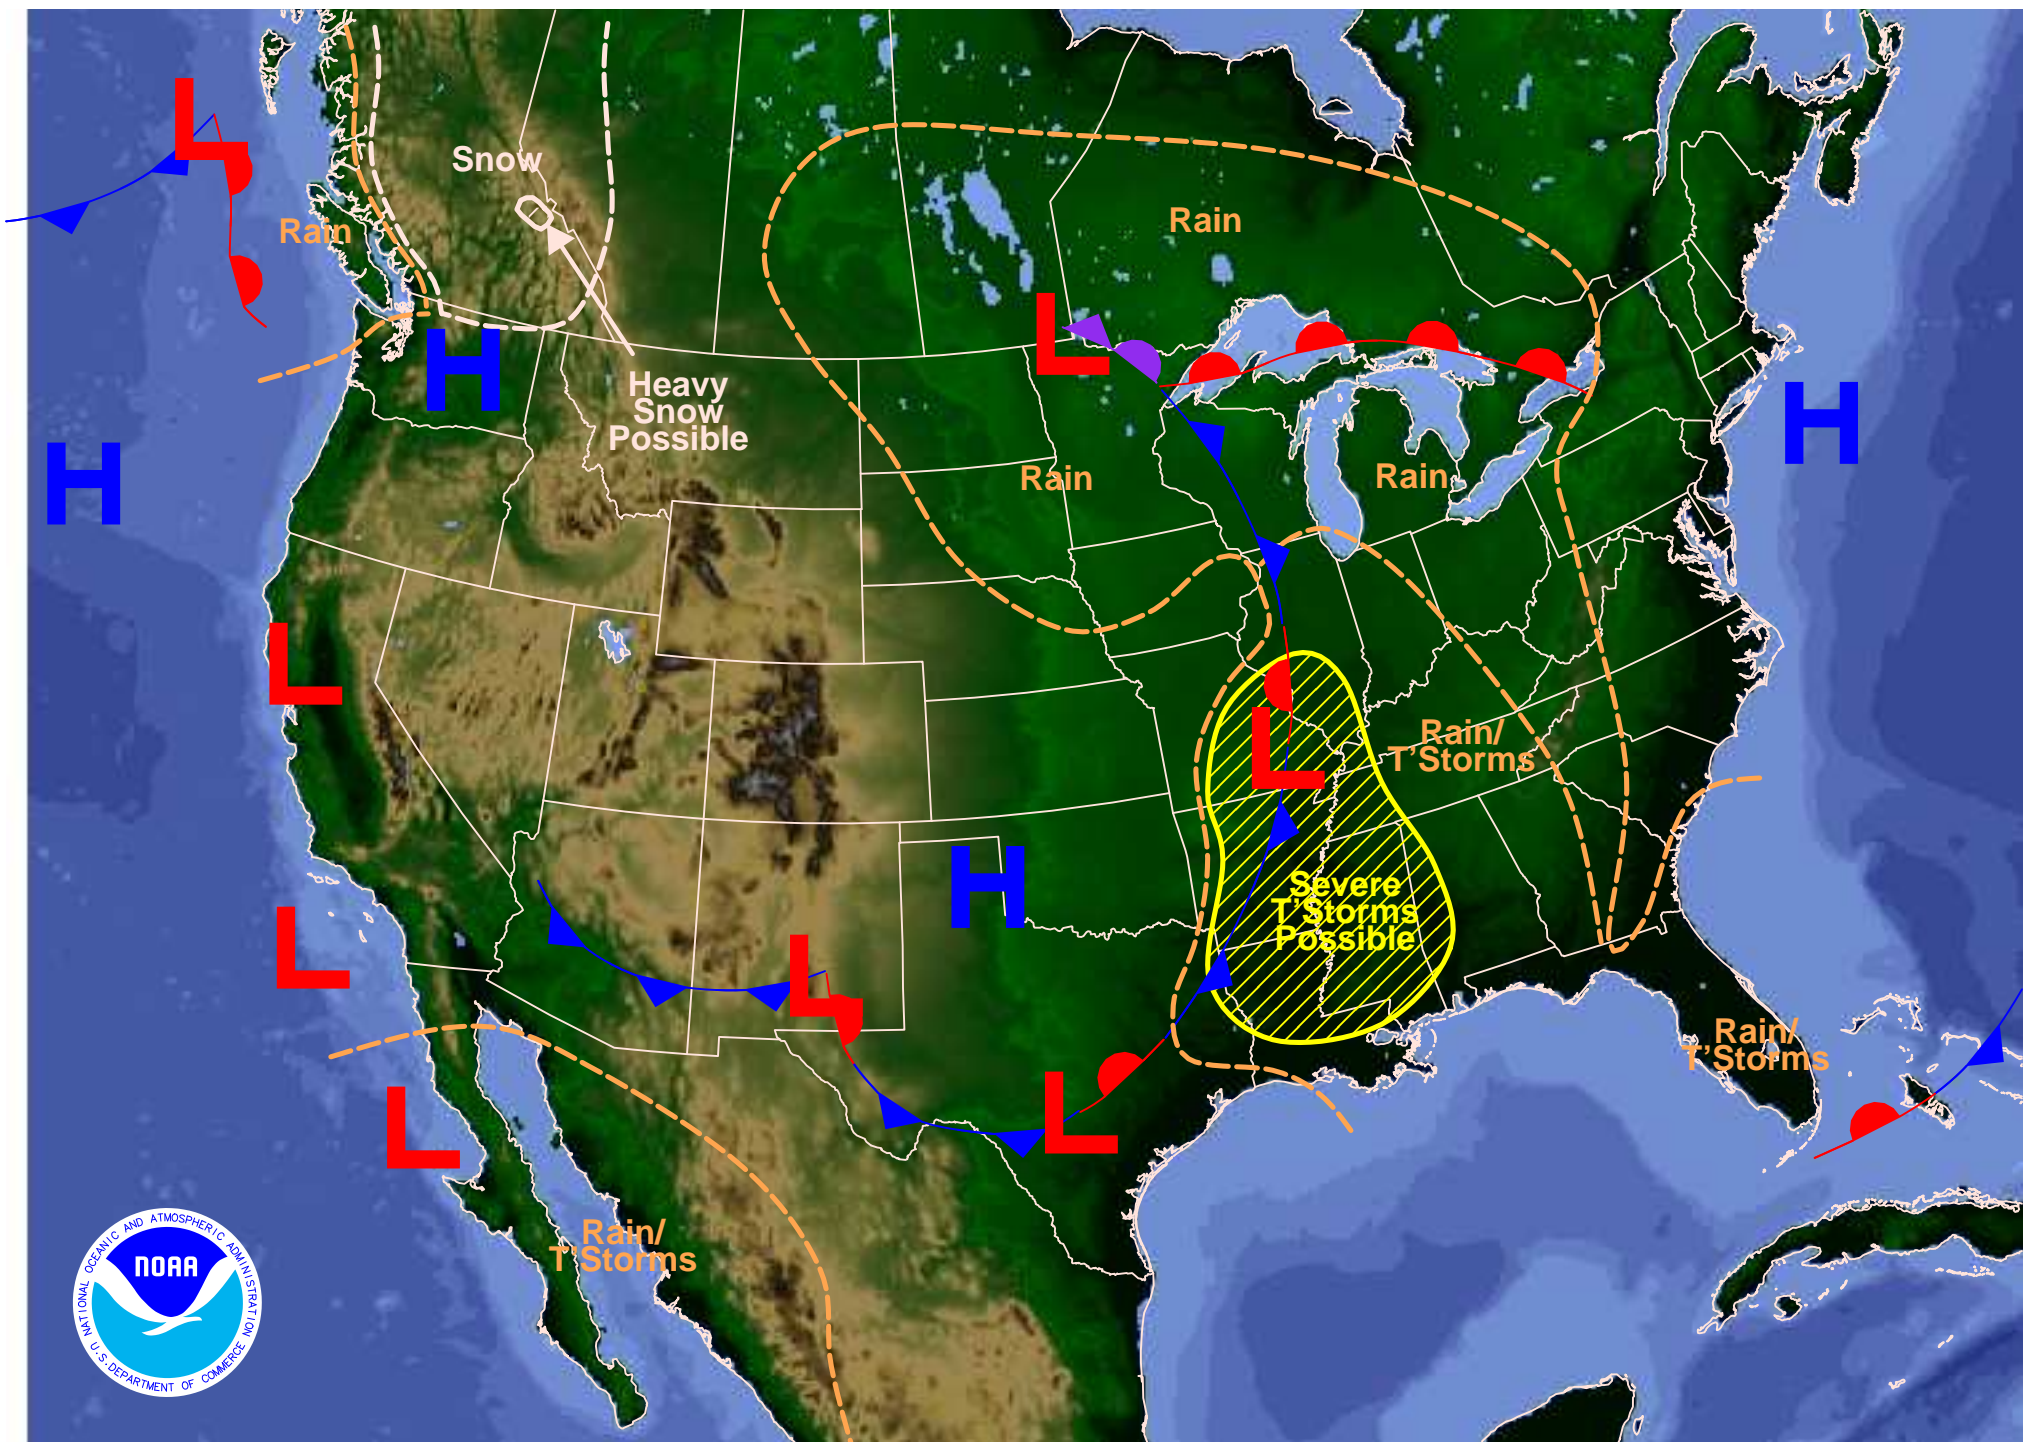 L
Snow
Rain
Rain
L
H
Heavy
Snow
Possible
H
H
Rain
Rain
L
Rain/
T'Storms
L
Severe
T'Storms
Possible
H
L
L
Rain/
T'Storms
L
L
Rain/
T'Storms
NATIONAL OCEANIC AND ATMOSPHERIC ADMINISTRATION
NOAA
U.S. DEPARTMENT OF COMMERCE